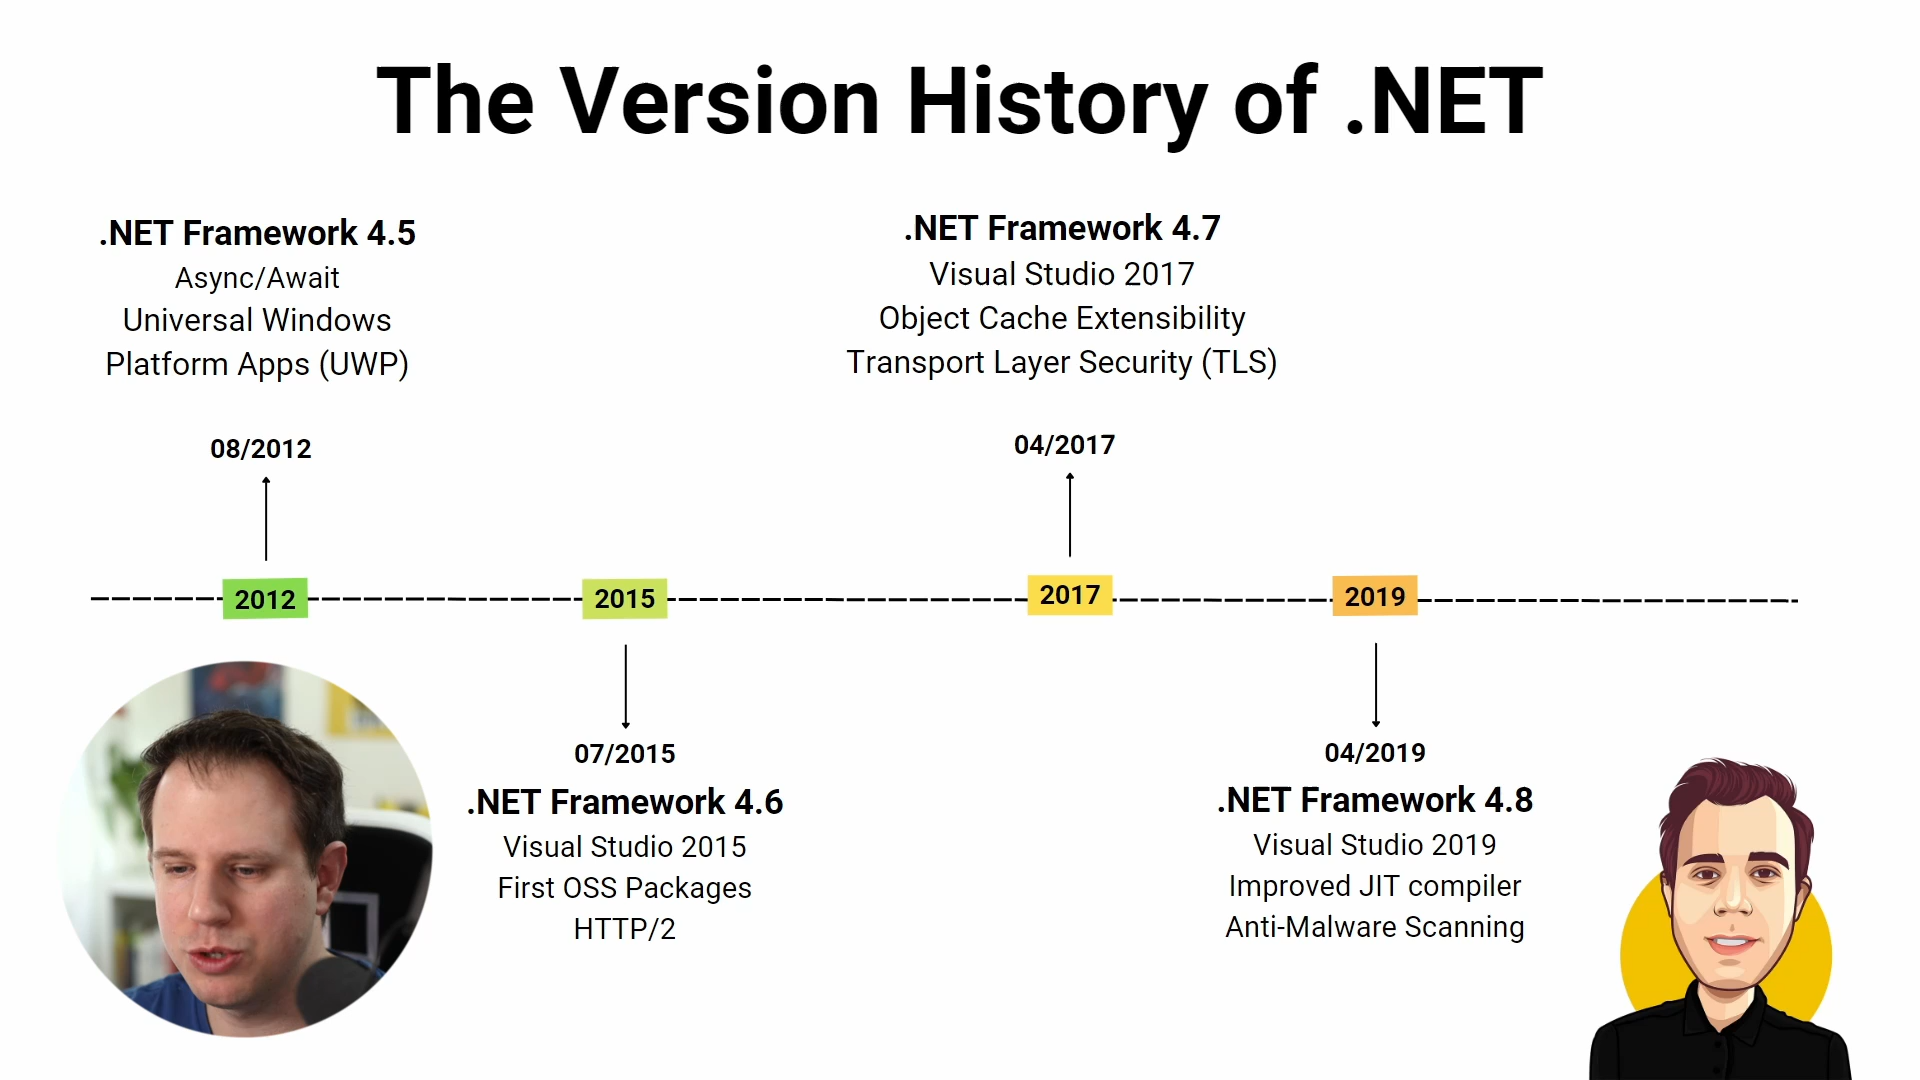 The Version History of .NET
.NET Framework 4.5
Async/Await
Universal Windows
Platform Apps (UWP)
08/2012
.NET Framework 4.7
Visual Studio 2017
Object Cache Extensibility
Transport Layer Security (TLS)
04/2017
2012
2015
2017
2019
07/2015
.NET Framework 4.6
Visual Studio 2015
First OSS Packages
HTTP/2
04/2019
.NET Framework 4.8
Visual Studio 2019
Improved JIT compiler
Anti-Malware Scanning